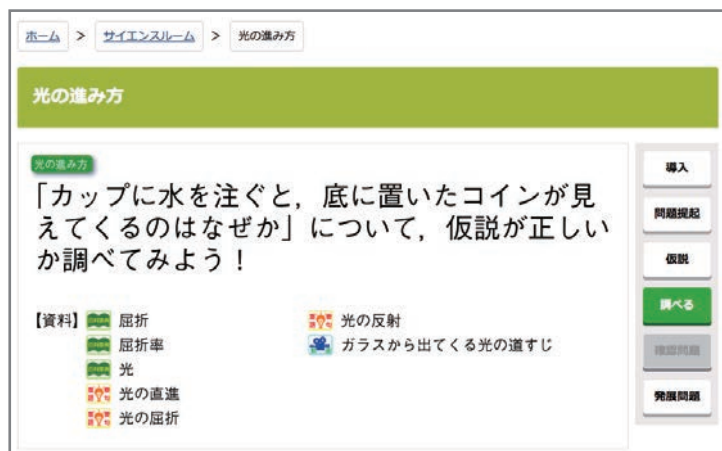 ホーム > サイエンスルーム > 光の進み方
光の進み方
光の進み方
「カップに水を注ぐと，底に置いたコインが見
えてくるのはなぜか」について，仮説が正しい
か調べてみよう！
【資料】 屈折
屈折率
光
光の直進
光の屈折
光の反射
ガラスから出てくる光の道すじ
導入
問題提起
仮説
調べる
確認問題
発展問題